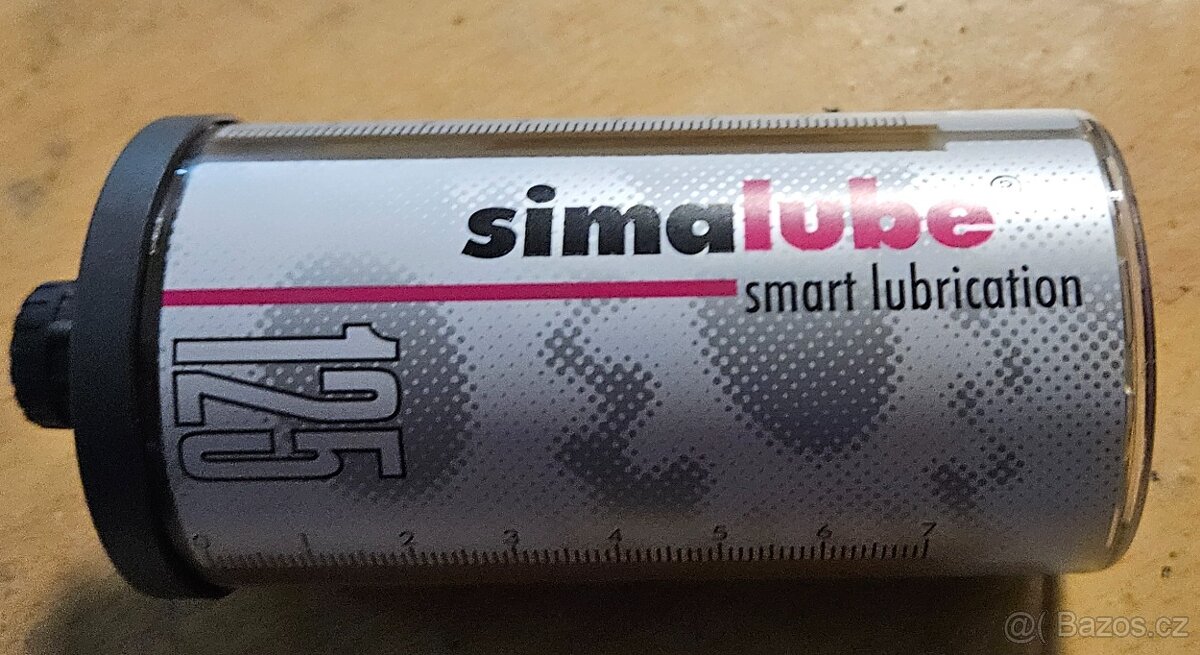 simalube®
smart lubrication
125
0 1 2 3 4 5 6 7
@( Bazos.cz